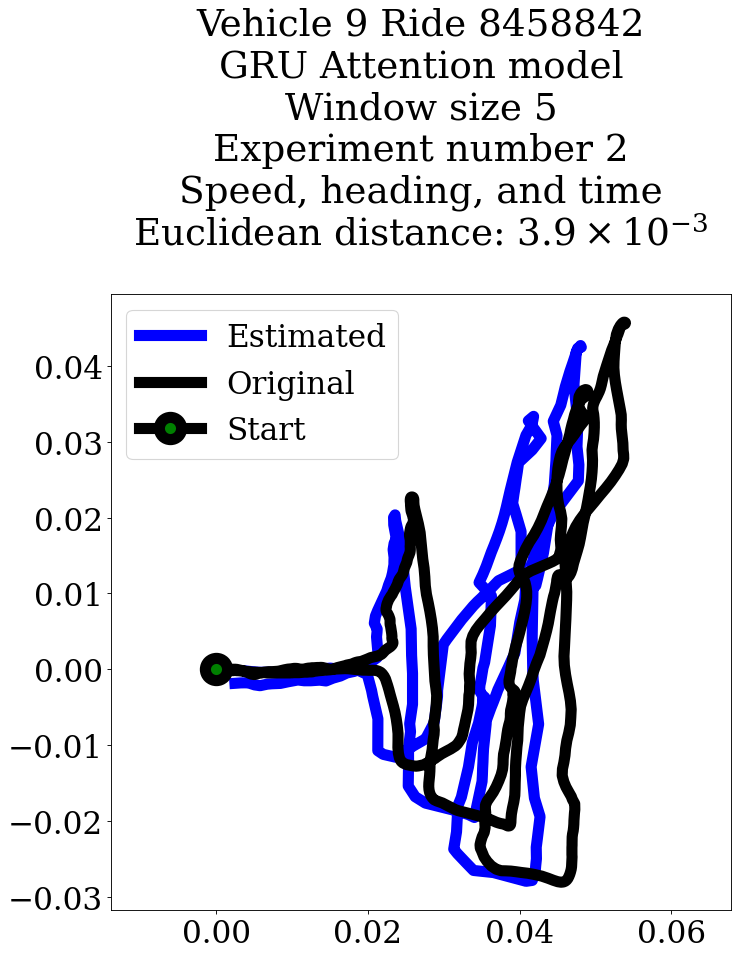 Vehicle 9 Ride 8458842
GRU Attention model
Window size 5
Experiment number 2
Speed, heading, and time
Euclidean distance: 3.9 × 10⁻³
Estimated
Original
Start
0.04
0.03
0.02
0.01
0.00
−0.01
−0.02
−0.03
0.00 0.02 0.04 0.06